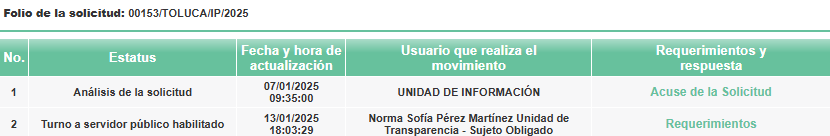 Folio de la solicitud: 00153/TOLUCA/IP/2025
No. Estatus Fecha y hora de actualización Usuario que realiza el movimiento Requerimientos y respuesta
1 Análisis de la solicitud 07/01/2025 09:35:00 UNIDAD DE INFORMACIÓN Acuse de la Solicitud
2 Turno a servidor público habilitado 13/01/2025 18:03:29 Norma Sofía Pérez Martínez Unidad de Transparencia - Sujeto Obligado Requerimientos